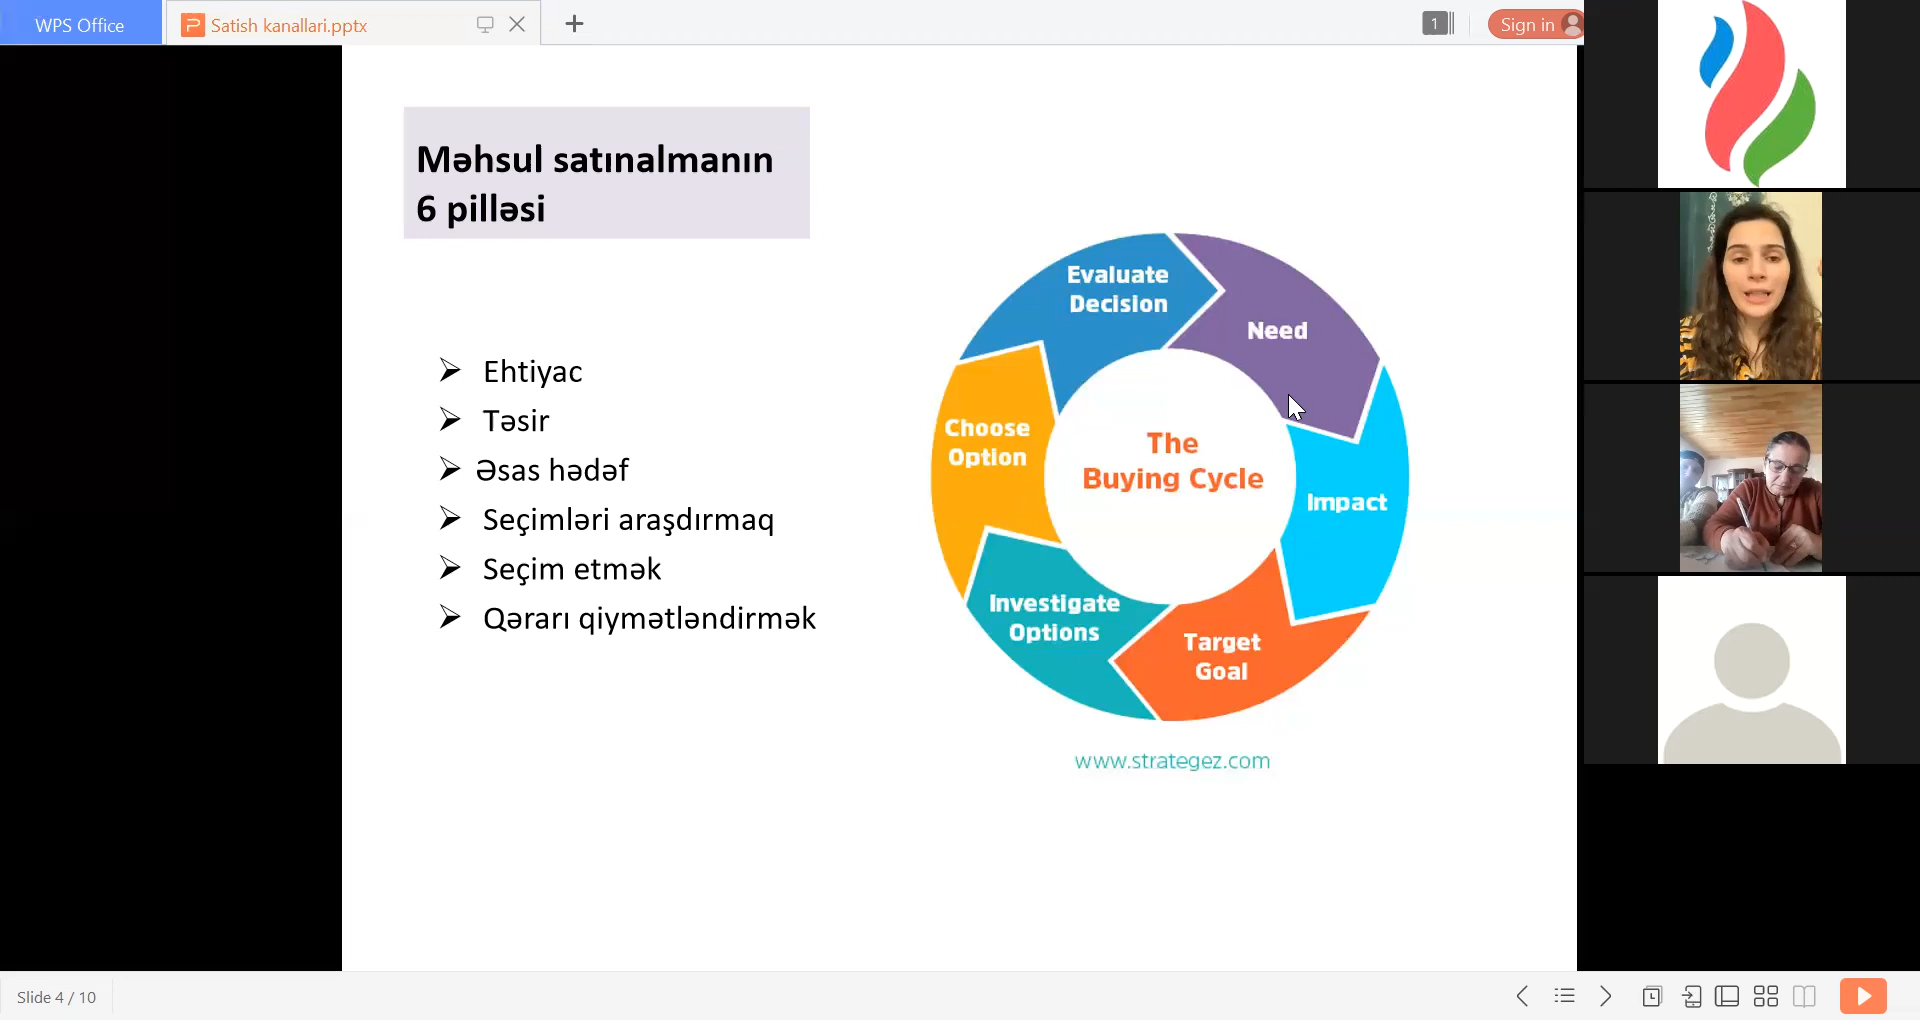 WPS Office
Satish kanallari.pptx
1
Sign in
Məhsul satınalmanın
6 pilləsi
Ehtiyac
Təsir
Əsas hədəf
Seçimləri araşdırmaq
Seçim etmək
Qərarı qiymətləndirmək
Evaluate
Decision
Need
Impact
Target
Goal
Investigate
Options
Choose
Option
The
Buying Cycle
www.strategez.com
Slide 4 / 10